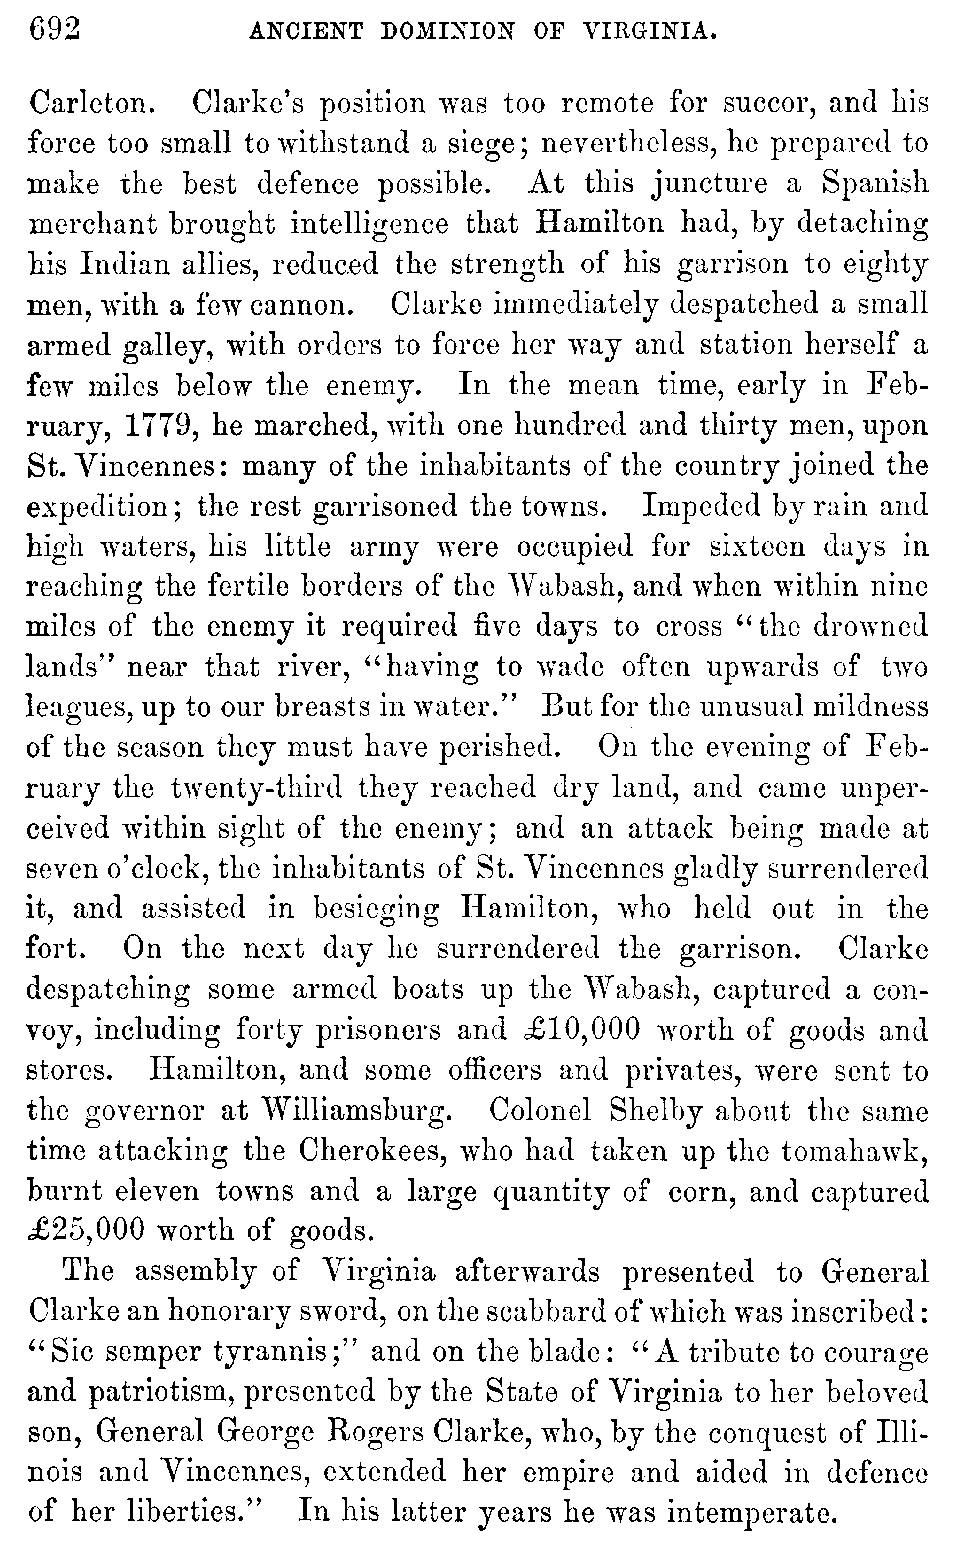 692 ANCIENT DOMINION OF VIRGINIA.
Carleton. Clarke's position was too remote for succor, and his
force too small to withstand a siege; nevertheless, he prepared to
make the best defence possible. At this juncture a Spanish
merchant brought intelligence that Hamilton had, by detaching
his Indian allies, reduced the strength of his garrison to eighty
men, with a few cannon. Clarke immediately despatched a small
armed galley, with orders to force her way and station herself a
few miles below the enemy. In the mean time, early in Feb-
ruary, 1779, he marched, with one hundred and thirty men, upon
St. Vincennes: many of the inhabitants of the country joined the
expedition; the rest garrisoned the towns. Impeded by rain and
high waters, his little army were occupied for sixteen days in
reaching the fertile borders of the Wabash, and when within nine
miles of the enemy it required five days to cross "the drowned
lands" near that river, "having to wade often upwards of two
leagues, up to our breasts in water." But for the unusual mildness
of the season they must have perished. On the evening of Feb-
ruary the twenty-third they reached dry land, and came unper-
ceived within sight of the enemy; and an attack being made at
seven o'clock, the inhabitants of St. Vincennes gladly surrendered
it, and assisted in besieging Hamilton, who held out in the
fort. On the next day he surrendered the garrison. Clarke
despatching some armed boats up the Wabash, captured a con-
voy, including forty prisoners and £10,000 worth of goods and
stores. Hamilton, and some officers and privates, were sent to
the governor at Williamsburg. Colonel Shelby about the same
time attacking the Cherokees, who had taken up the tomahawk,
burnt eleven towns and a large quantity of corn, and captured
£25,000 worth of goods.
The assembly of Virginia afterwards presented to General
Clarke an honorary sword, on the scabbard of which was inscribed:
"Sic semper tyrannis;" and on the blade: "A tribute to courage
and patriotism, presented by the State of Virginia to her beloved
son, General George Rogers Clarke, who, by the conquest of Illi-
nois and Vincennes, extended her empire and aided in defence
of her liberties." In his latter years he was intemperate.